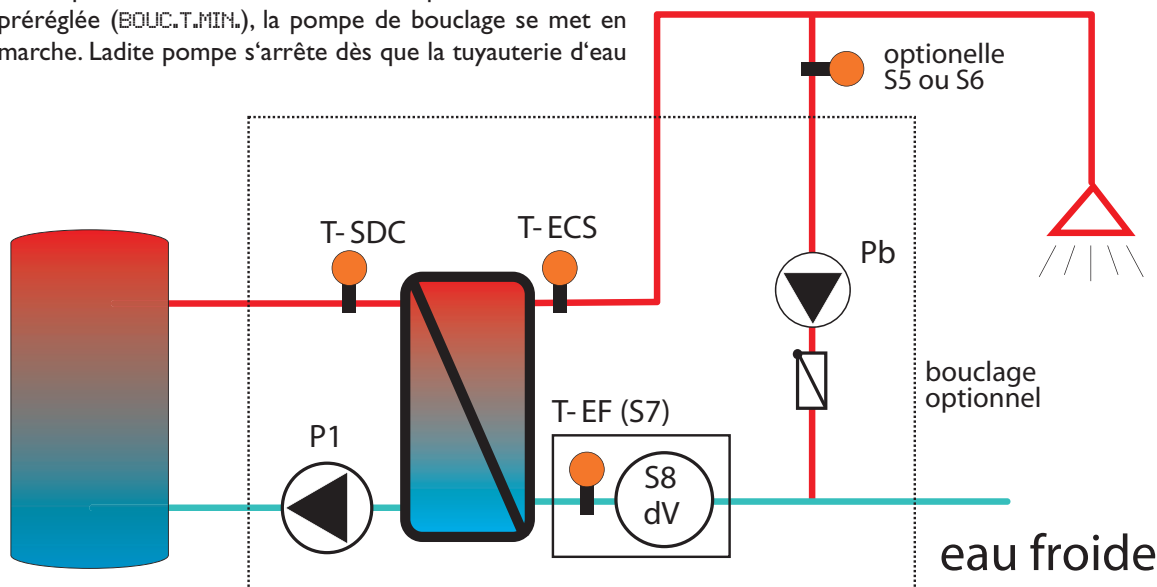 préréglée (BOUC.T.MIN.), la pompe de bouclage se met en
marche. Ladite pompe s‘arrête dès que la tuyauterie d‘eau
optionelle
S5 ou S6
T- SDC
T- ECS
Pb
bouclage
optionnel
T- EF (S7)
P1
S8
dV
eau froide